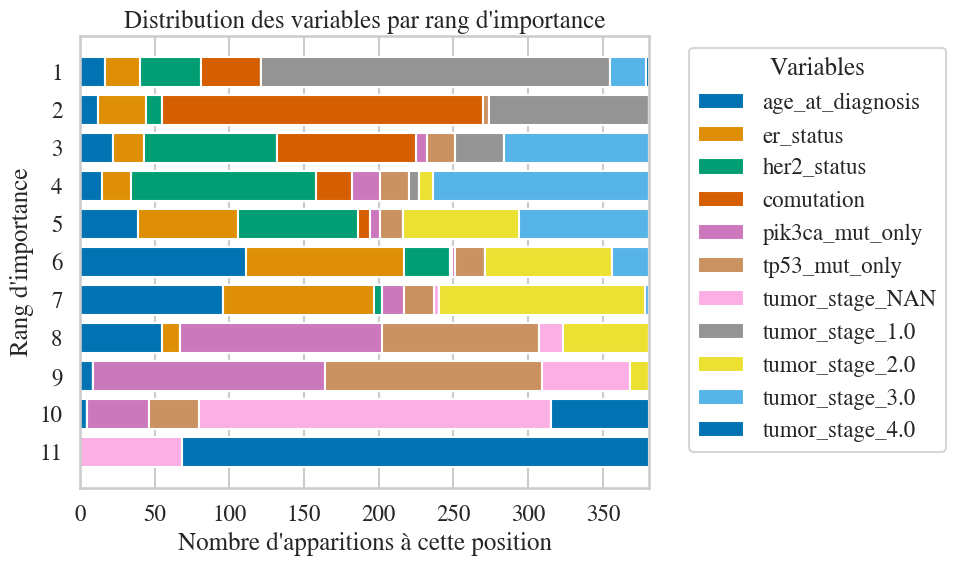 Distribution des variables par rang d'importance
Rang d'importance
1
2
3
4
5
6
7
8
9
10
11
0 50 100 150 200 250 300 350
Nombre d'apparitions à cette position
Variables
age_at_diagnosis
er_status
her2_status
comutation
pik3ca_mut_only
tp53_mut_only
tumor_stage_NAN
tumor_stage_1.0
tumor_stage_2.0
tumor_stage_3.0
tumor_stage_4.0